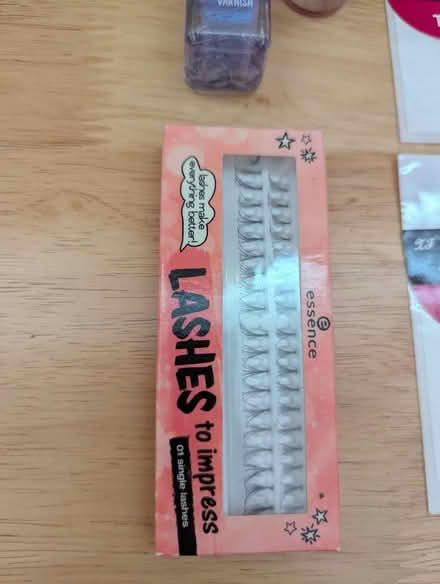 VARNISH
lashes make
everything better!
essence
LASHES to impress
01 single lashes